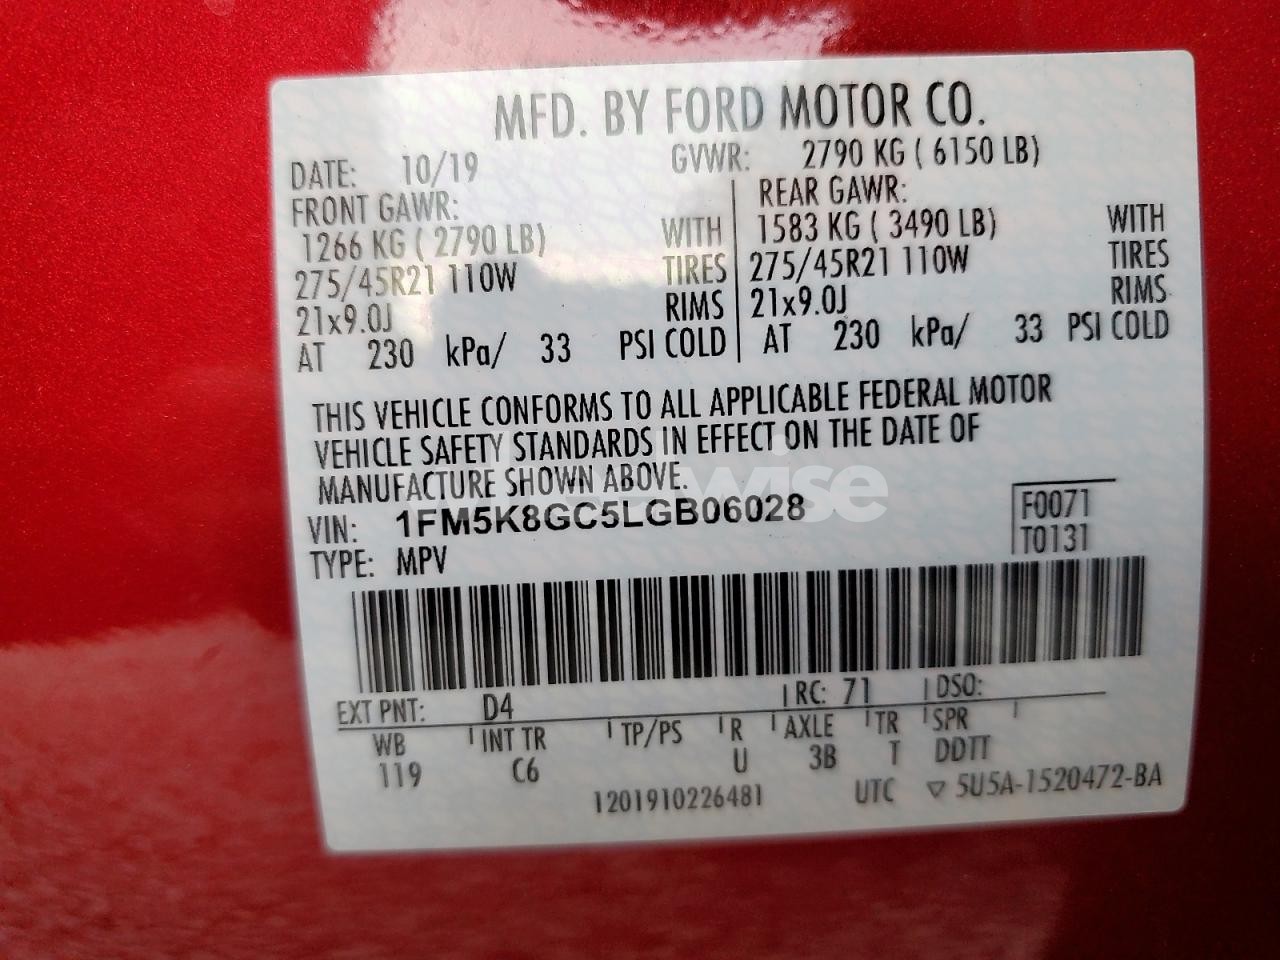 MFD. BY FORD MOTOR CO.
DATE: 10/19 GVWR: 2790 KG ( 6150 LB)
FRONT GAWR: REAR GAWR:
1266 KG ( 2790 LB) WITH 1583 KG ( 3490 LB) WITH
275/45R21 110W TIRES 275/45R21 110W TIRES
21x9.0J RIMS 21x9.0J RIMS
AT 230 kPa/ 33 PSI COLD AT 230 kPa/ 33 PSI COLD
THIS VEHICLE CONFORMS TO ALL APPLICABLE FEDERAL MOTOR
VEHICLE SAFETY STANDARDS IN EFFECT ON THE DATE OF
MANUFACTURE SHOWN ABOVE.
VIN: 1FM5K8GC5LGB06028 F0071
TYPE: MPV T0131
EXT PNT: D4 RC: 71 DSO:
WB INT TR TP/PS R AXLE TR SPR
119 C6 U 3B T DDTT
1201910226481 UTC ▽ 5U5A-1520472-BA